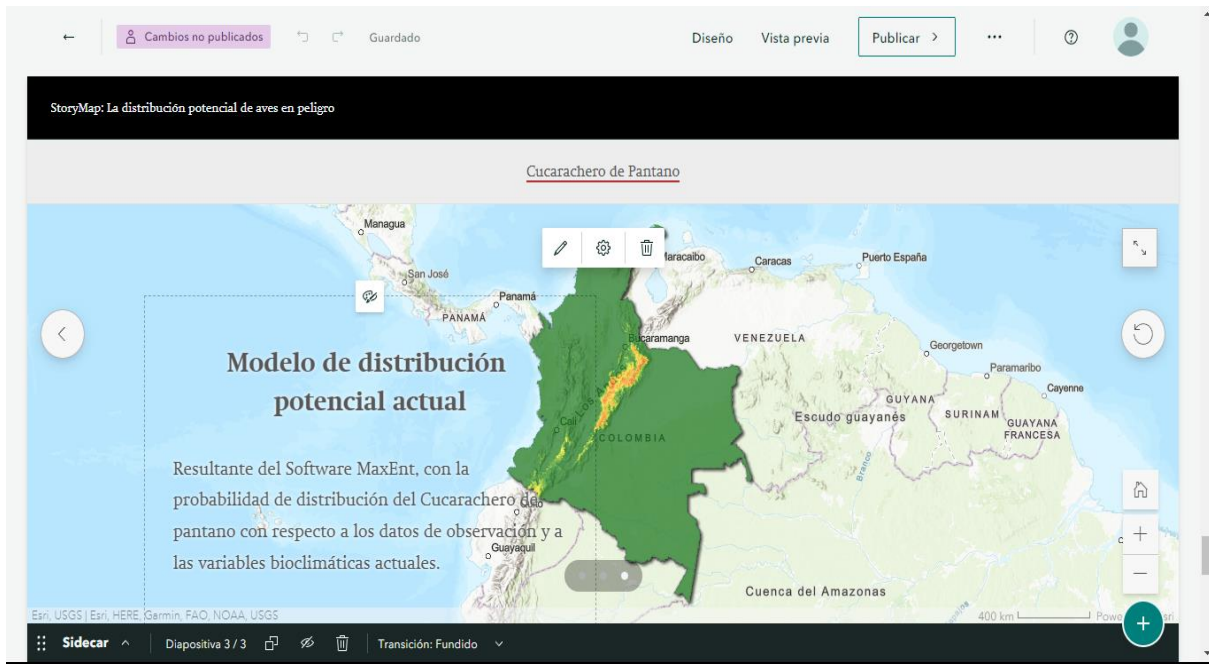 Cambios no publicados
Guardado
Diseño
Vista previa
Publicar
StoryMap: La distribución potencial de aves en peligro
Cucarachero de Pantano
Managua
San José
Panamá
PANAMÁ
Caracas
Puerto España
Bucaramanga
VENEZUELA
Georgetown
Paramaribo
Cayenne
GUYANA
SURINAM
GUAYANA
FRANCESA
Escudo guayanés
Cali
COLOMBIA
Branco
Modelo de distribución
potencial actual
Resultante del Software MaxEnt, con la
probabilidad de distribución del Cucarachero de
pantano con respecto a los datos de observación y a
las variables bioclimáticas actuales.
Quito
Guayaquil
Cuenca del Amazonas
Esri, USGS | Esri, HERE, Garmin, FAO, NOAA, USGS
400 km
Sidecar
Diapositiva 3 / 3
Transición: Fundido